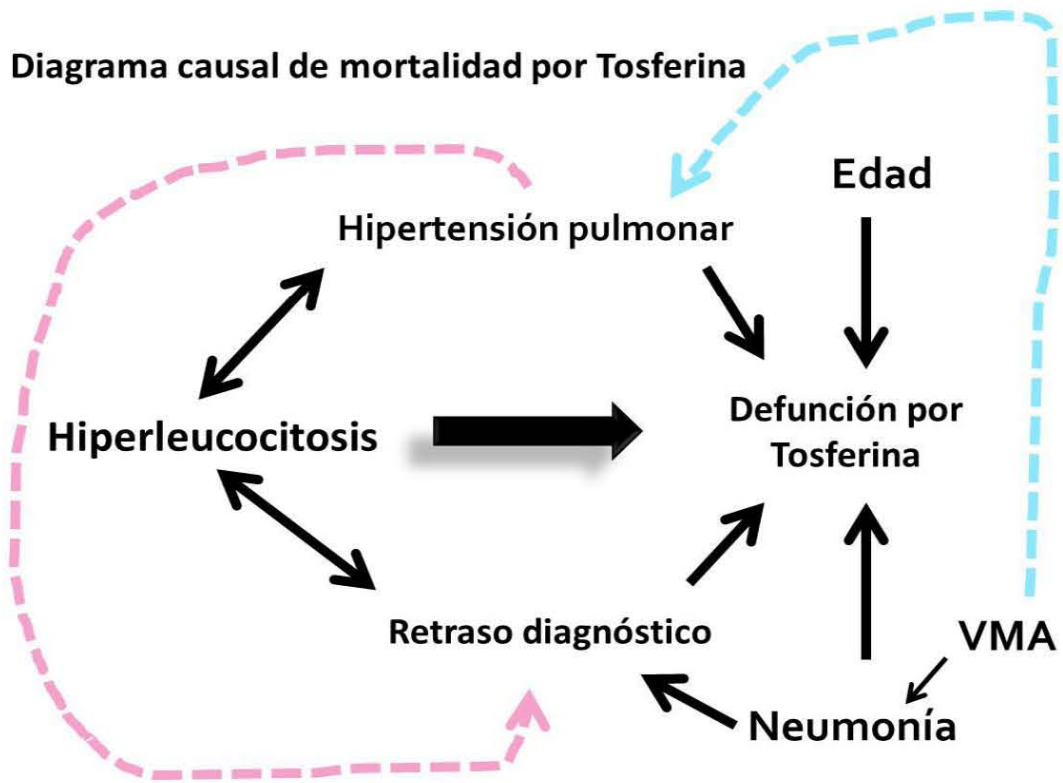 Diagrama causal de mortalidad por Tosferina
Edad
Hipertensión pulmonar
Hiperleucocitosis
Defunción por
Tosferina
Retraso diagnóstico
VMA
Neumonía